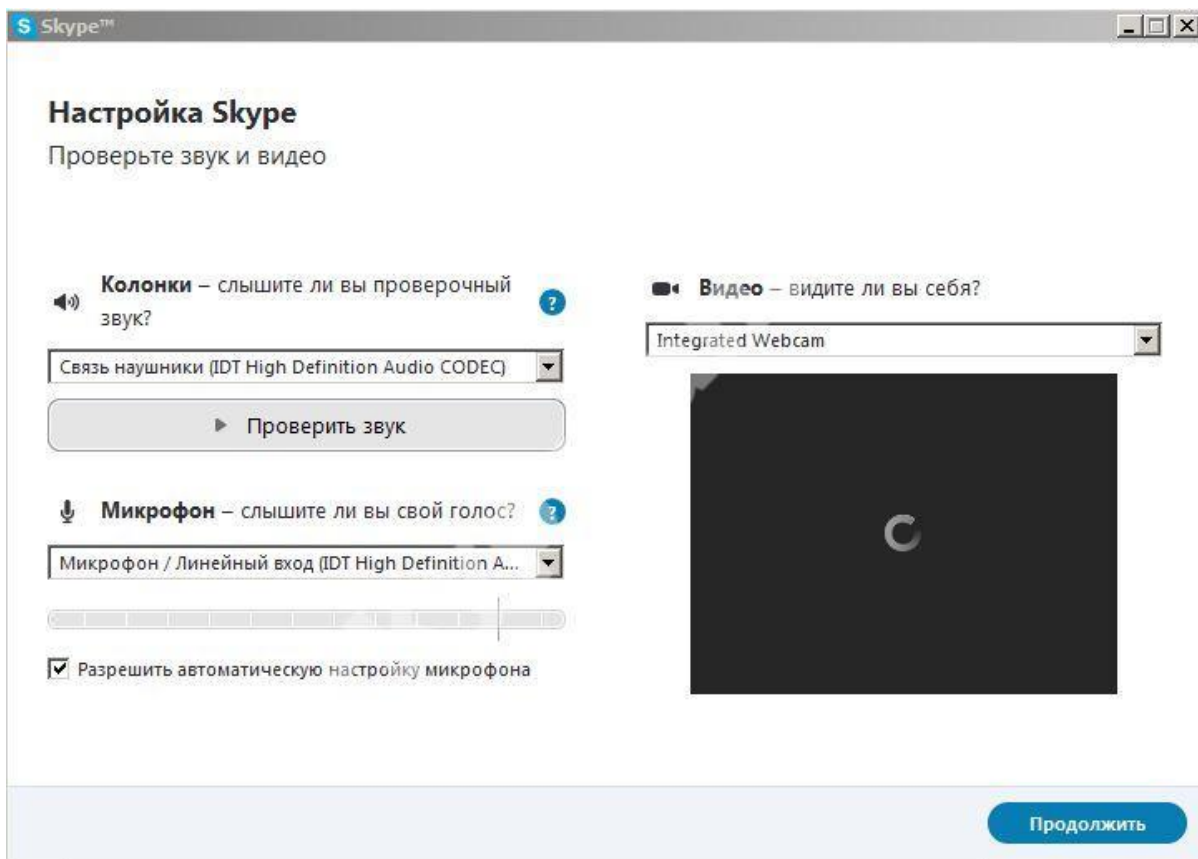 S Skype™
Настройка Skype
Проверьте звук и видео
Колонки – слышите ли вы проверочный
звук?
?
Связь наушники (IDT High Definition Audio CODEC)
Проверить звук
Микрофон – слышите ли вы свой голос?
?
Микрофон / Линейный вход (IDT High Definition A...
Разрешить автоматическую настройку микрофона
Видео – видите ли вы себя?
Integrated Webcam
Продолжить